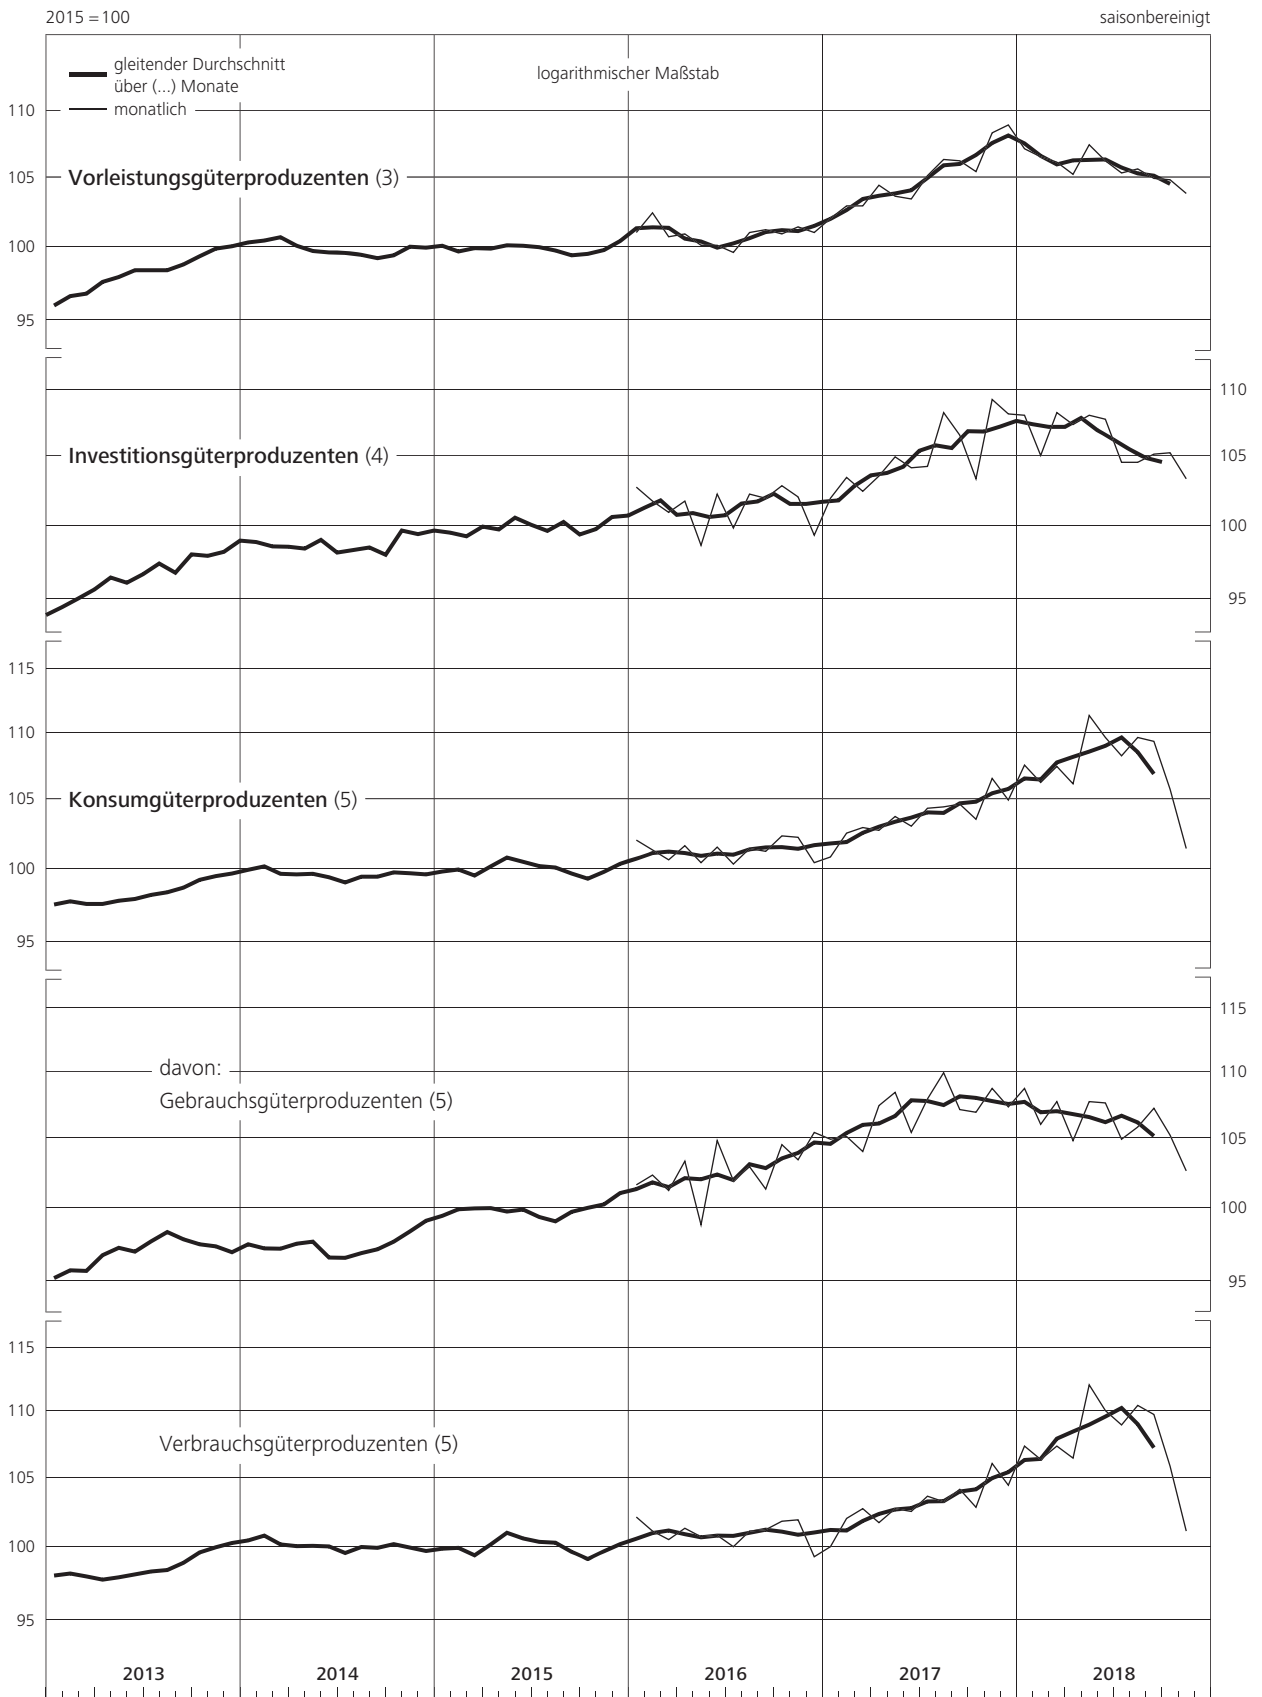 2015 = 100
saisonbereinigt
gleitender Durchschnitt
über (...) Monate
logarithmischer Maßstab
monatlich
110
Vorleistungsgüterproduzenten (3)
105
100
95
110
Investitionsgüterproduzenten (4)
105
100
95
115
110
Konsumgüterproduzenten (5)
105
100
95
115
davon:
110
Gebrauchsgüterproduzenten (5)
105
100
95
115
110
Verbrauchsgüterproduzenten (5)
105
100
95
2013 2014 2015 2016 2017 2018